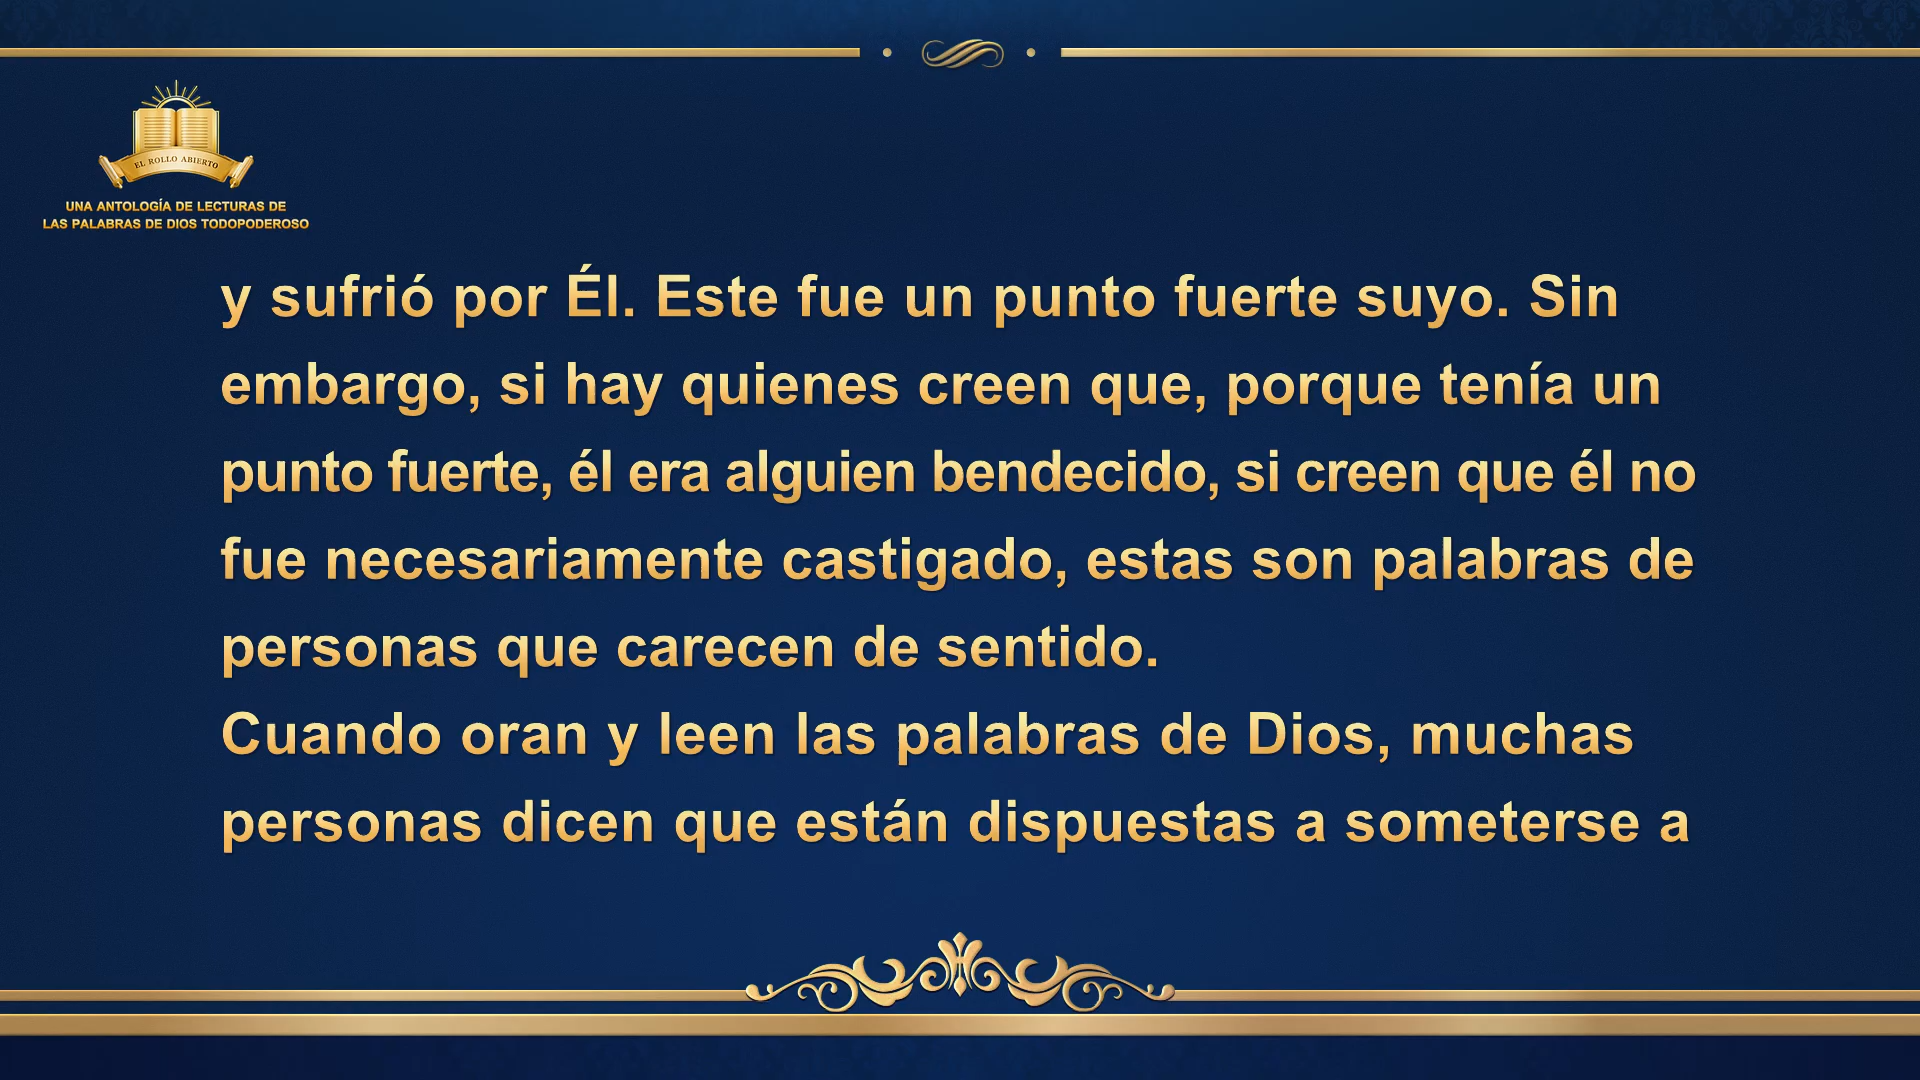 EL ROLLO ABIERTO
UNA ANTOLOGÍA DE LECTURAS DE
LAS PALABRAS DE DIOS TODOPODEROSO
y sufrió por Él. Este fue un punto fuerte suyo. Sin
embargo, si hay quienes creen que, porque tenía un
punto fuerte, él era alguien bendecido, si creen que él no
fue necesariamente castigado, estas son palabras de
personas que carecen de sentido.
Cuando oran y leen las palabras de Dios, muchas
personas dicen que están dispuestas a someterse a